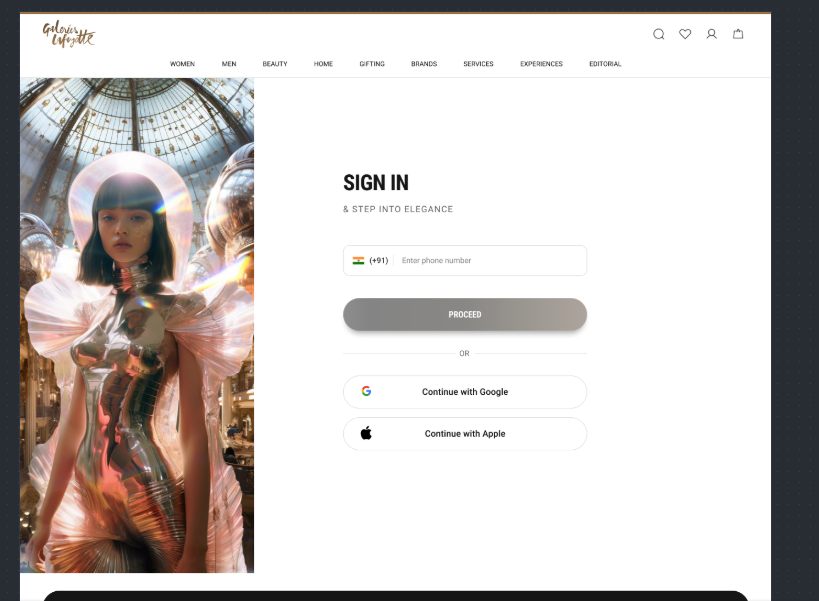 Galeries
Lafayette
WOMEN MEN BEAUTY HOME GIFTING BRANDS SERVICES EXPERIENCES EDITORIAL
SIGN IN
& STEP INTO ELEGANCE
(+91) Enter phone number
PROCEED
OR
Continue with Google
Continue with Apple